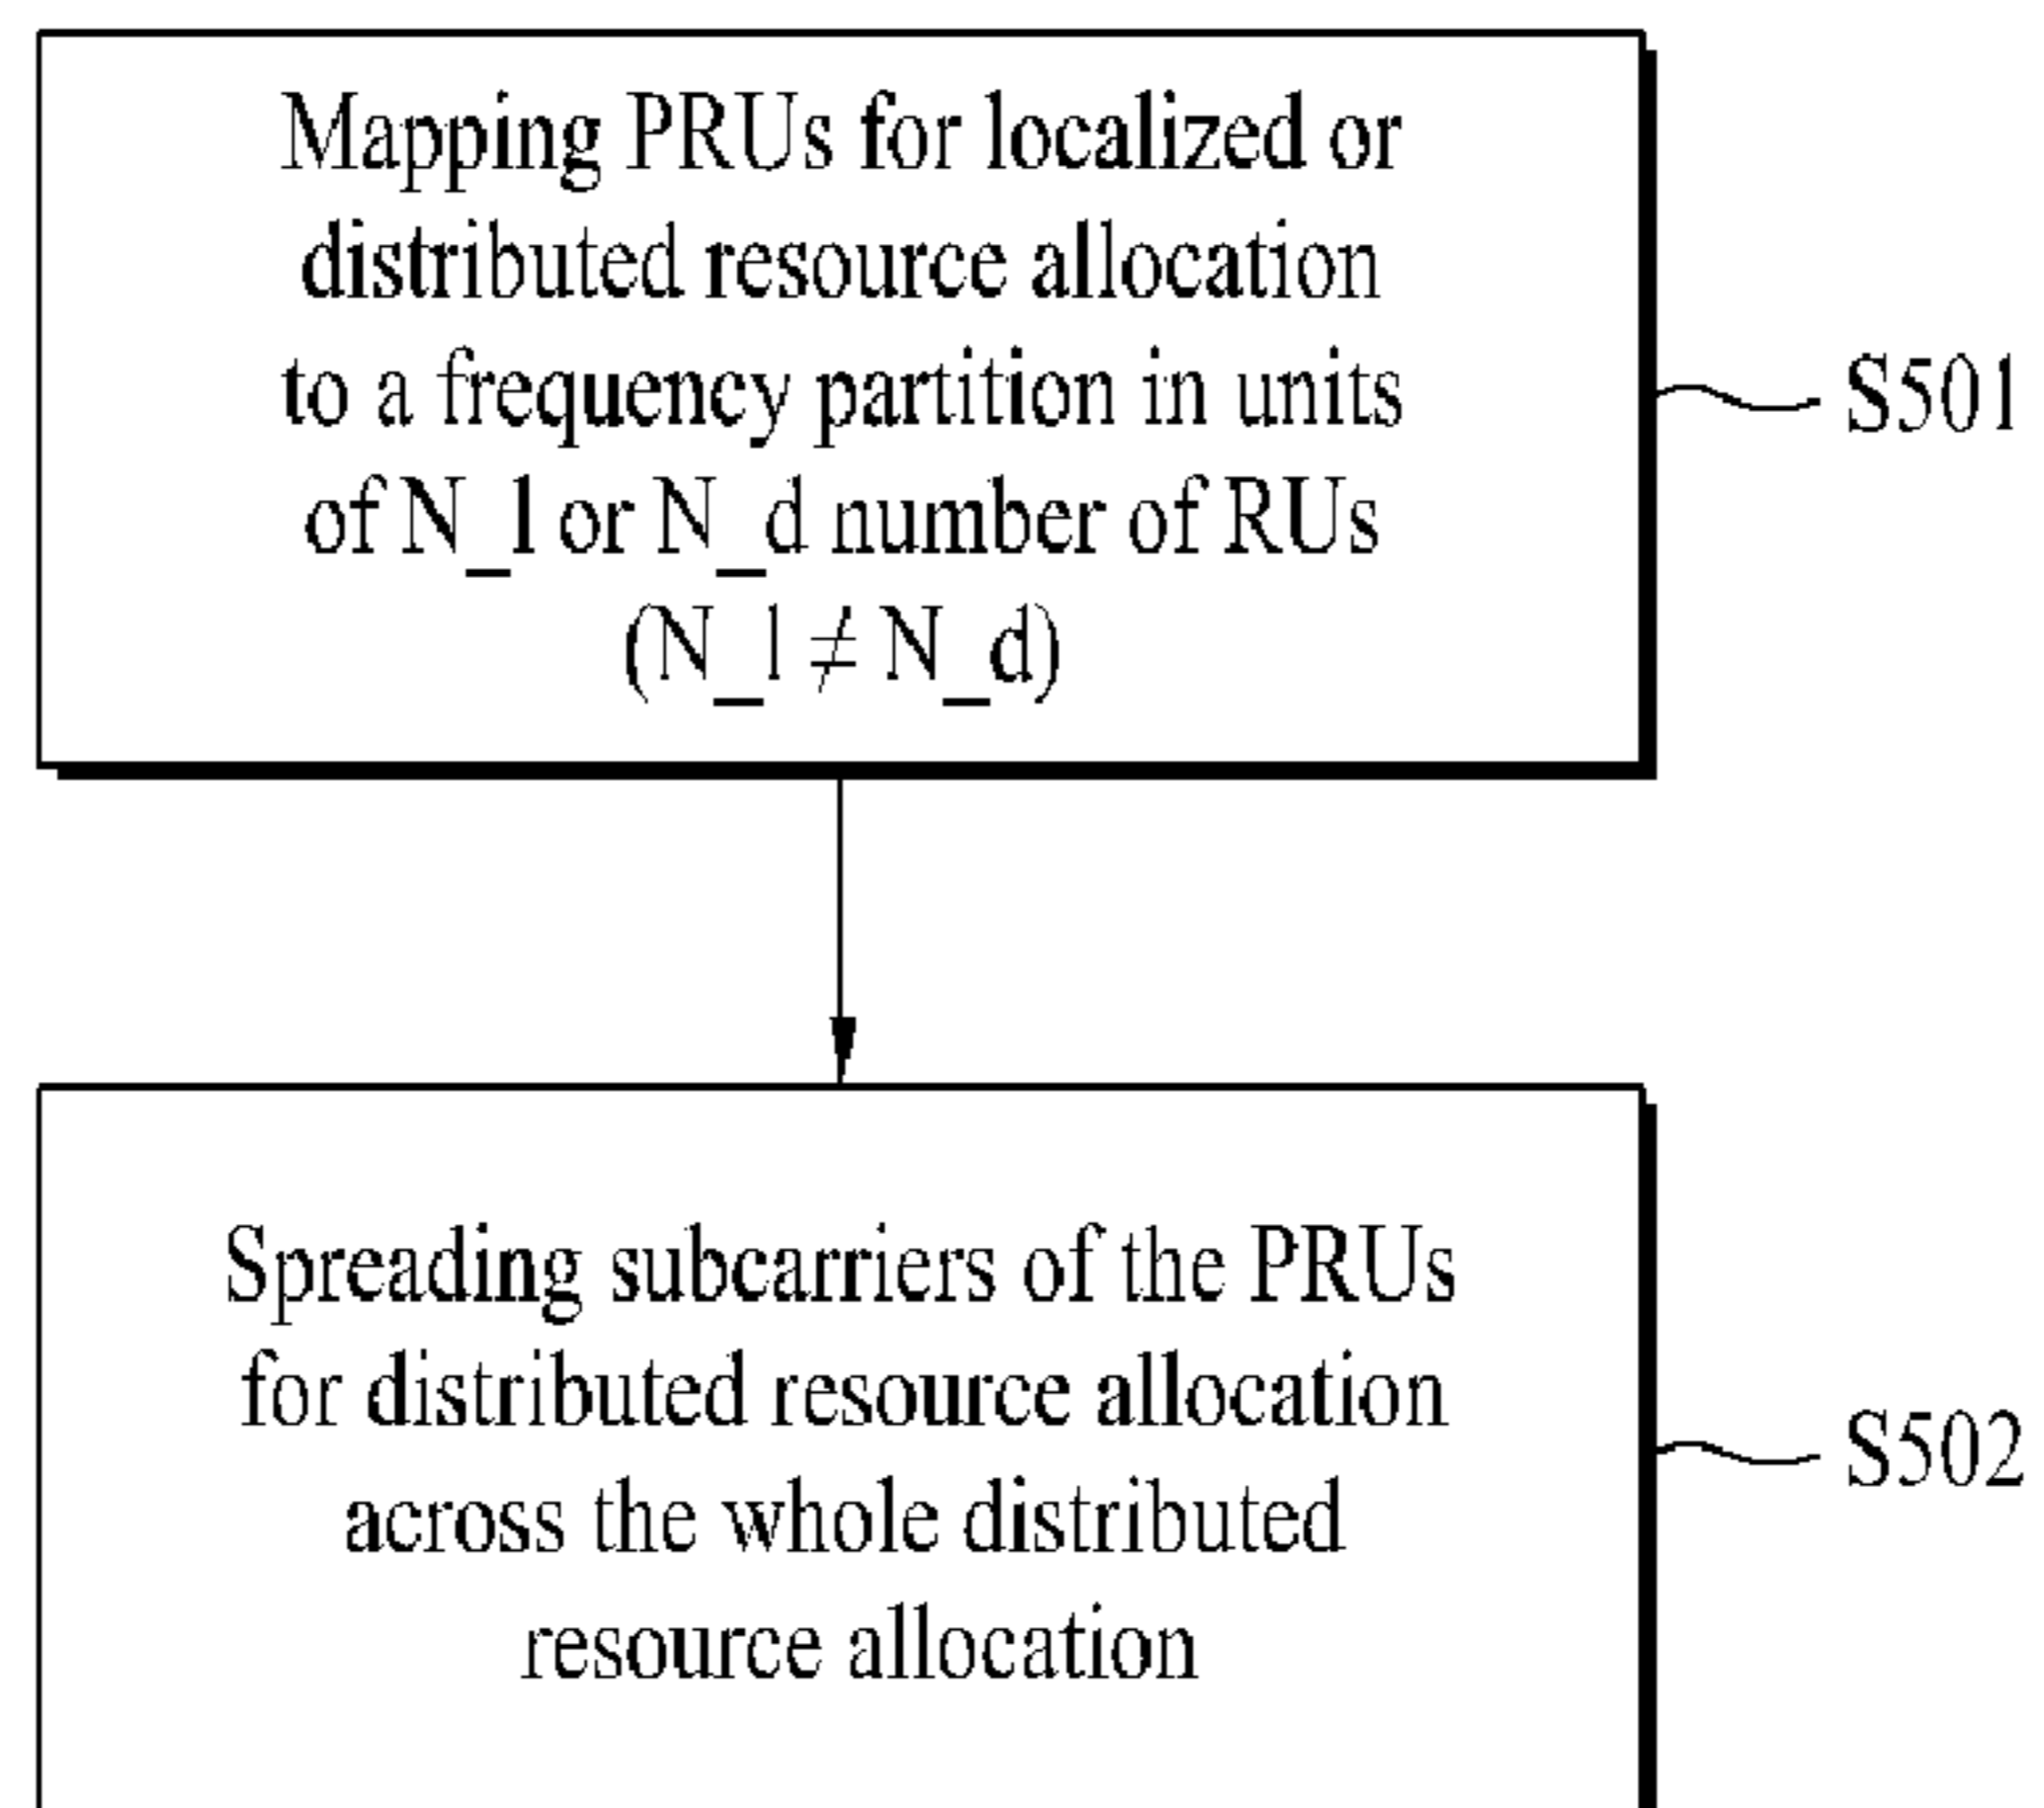 Mapping PRUs for localized or
distributed resource allocation
to a frequency partition in units
of N_l or N_d number of RUs
(N_l ≠ N_d)
S501
Spreading subcarriers of the PRUs
for distributed resource allocation
across the whole distributed
resource allocation
S502